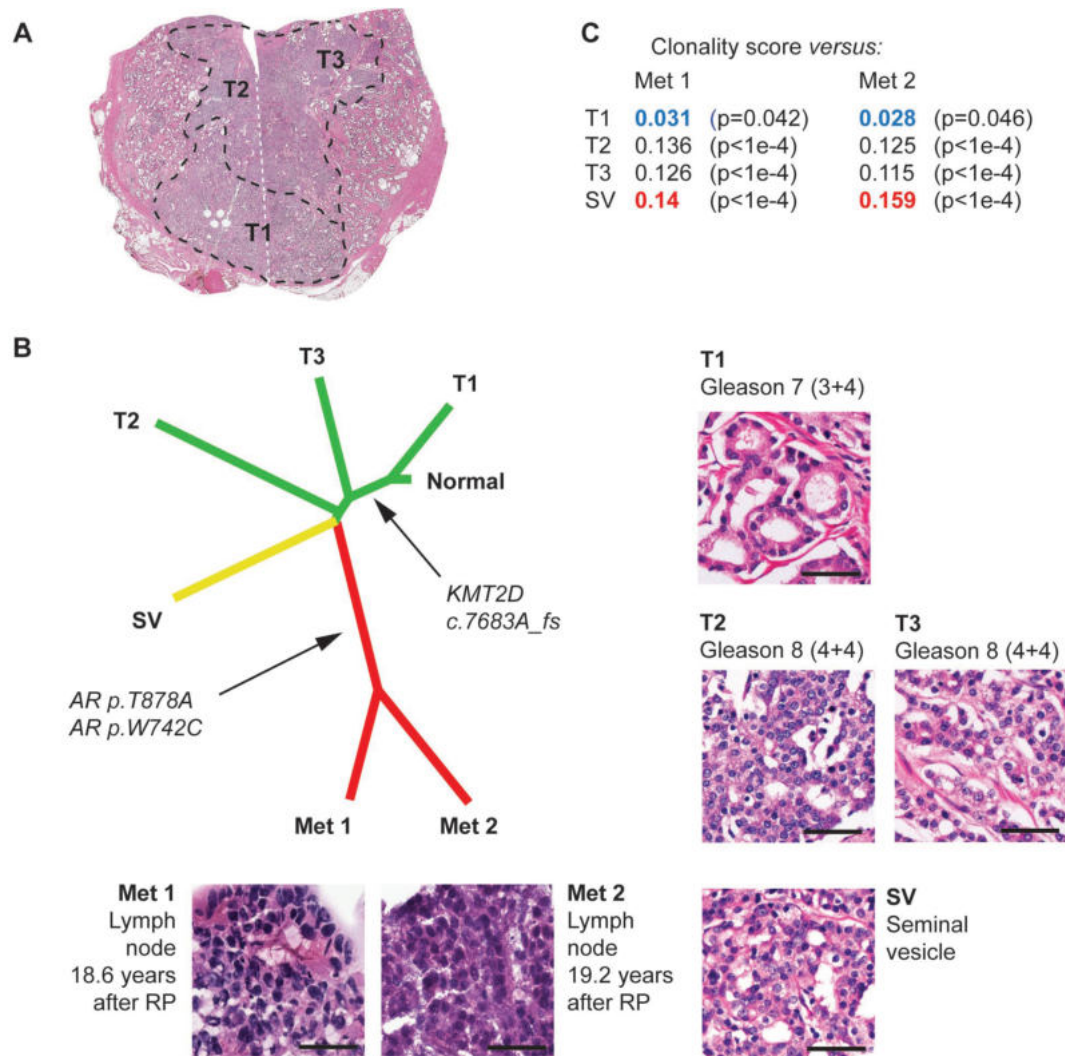 A
T3
T2
T1
C
Clonality score versus:
Met 1 Met 2
T1 0.031 (p=0.042) 0.028 (p=0.046)
T2 0.136 (p<1e-4) 0.125 (p<1e-4)
T3 0.126 (p<1e-4) 0.115 (p<1e-4)
SV 0.14 (p<1e-4) 0.159 (p<1e-4)
B
T3
T1
T2
Normal
KMT2D
c.7683A_fs
SV
AR p.T878A
AR p.W742C
Met 1 Met 2
T1
Gleason 7 (3+4)
T2
Gleason 8 (4+4)
T3
Gleason 8 (4+4)
Met 1
Lymph
node
18.6 years
after RP
Met 2
Lymph
node
19.2 years
after RP
SV
Seminal
vesicle